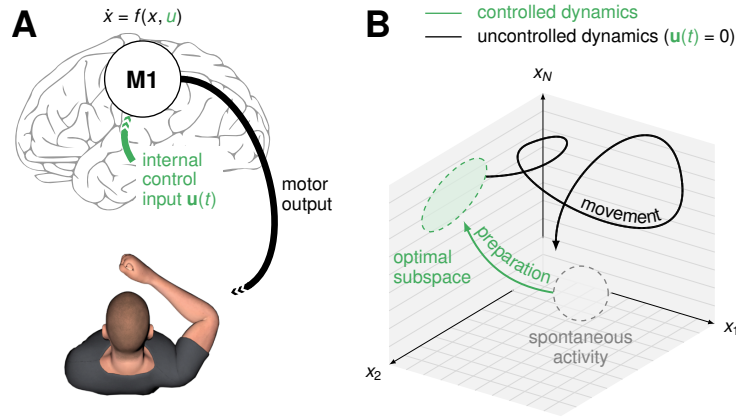 A
ẋ = f(x, u)
M1
internal
control
input u(t)
motor
output
B
controlled dynamics
uncontrolled dynamics (u(t) = 0)
x_N
movement
preparation
optimal
subspace
spontaneous
activity
x_1
x_2